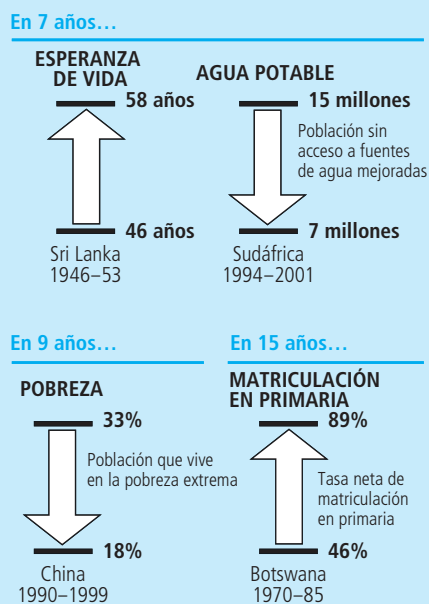 En 7 años…
ESPERANZA
DE VIDA
58 años
46 años
Sri Lanka
1946–53
AGUA POTABLE
15 millones
Población sin
acceso a fuentes
de agua mejoradas
7 millones
Sudáfrica
1994–2001
En 9 años…
POBREZA
33%
Población que vive
en la pobreza extrema
18%
China
1990–1999
En 15 años…
MATRICULACIÓN
EN PRIMARIA
89%
Tasa neta de
matriculación
en primaria
46%
Botswana
1970–85